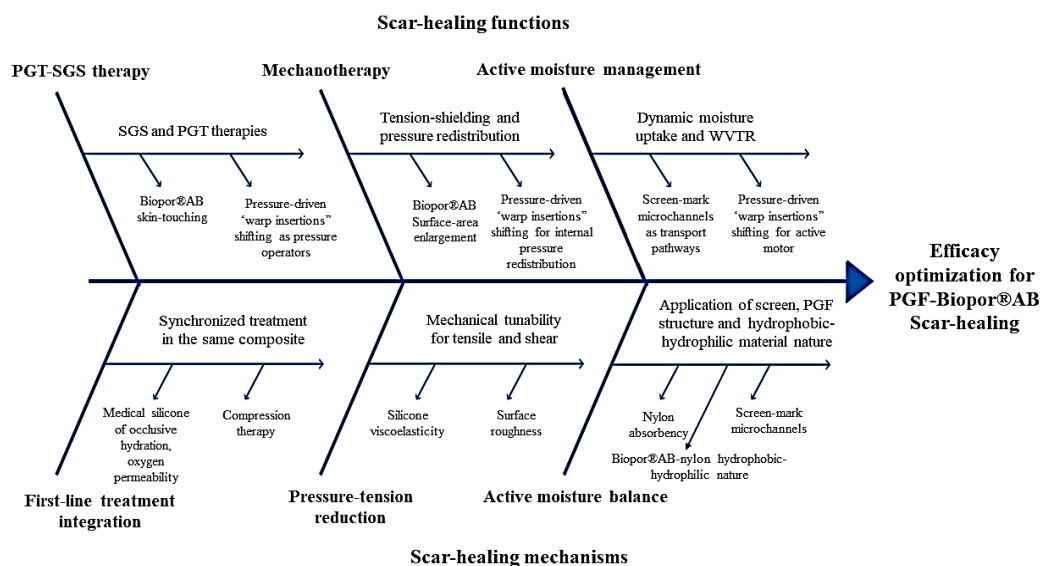 Scar-healing functions
PGT-SGS therapy
Mechanotherapy
Active moisture management
SGS and PGT therapies
Biopor®AB
skin-touching
Pressure-driven
‘warp insertions”
shifting as pressure
operators
Tension-shielding and
pressure redistribution
Biopor®AB
Surface-area
enlargement
Pressure-driven
‘warp insertions”
shifting for internal
pressure
redistribution
Dynamic moisture
uptake and WVTR
Screen-mark
microchannels
as transport
pathways
Pressure-driven
‘warp insertions”
shifting for active
motor
Efficacy
optimization for
PGF-Biopor®AB
Scar-healing
Synchronized treatment
in the same composite
Medical silicone
of occlusive
hydration,
oxygen
permeability
Compression
therapy
Mechanical tunability
for tensile and shear
Silicone
viscoelasticity
Surface
roughness
Application of screen, PGF
structure and hydrophobic-
hydrophilic material nature
Nylon
absorbency
Screen-mark
microchannels
Biopor®AB-nylon hydrophobic-
hydrophilic nature
First-line treatment
integration
Pressure-tension
reduction
Active moisture balance
Scar-healing mechanisms